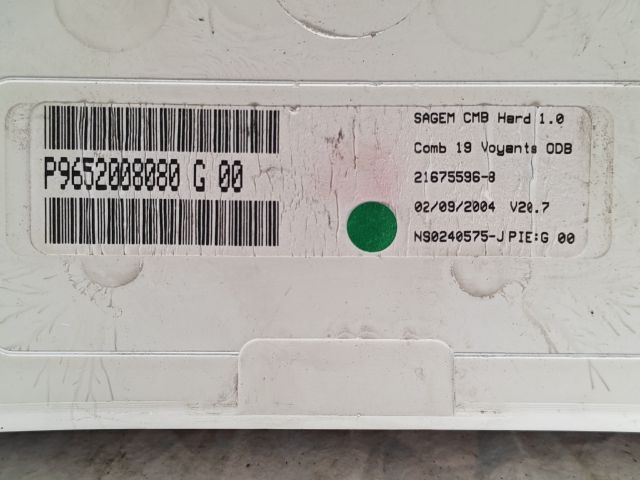 P9652008080 G 00
SAGEM CMB Hard 1.0
Comb 19 Voyants ODB
21675596-8
02/09/2004 V20.7
NS0240575-J PIE:G 00